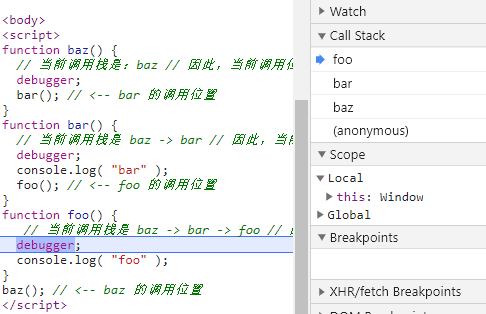 <body>
<script>
function baz() {
// 当前调用栈是：baz // 因此，当前调用位
debugger;
bar(); // <-- bar 的调用位置
}
function bar() {
// 当前调用栈是 baz -> bar // 因此，
debugger;
console.log( "bar" );
foo(); // <-- foo 的调用位置
}
function foo() {
// 当前调用栈是 baz -> bar -> foo //
debugger;
console.log( "foo" );
}
baz(); // <-- baz 的调用位置
</script>
Watch
Call Stack
foo
bar
baz
(anonymous)
Scope
Local
this: Window
Global
Breakpoints
XHR/fetch Breakpoints
DOM Breakpoints